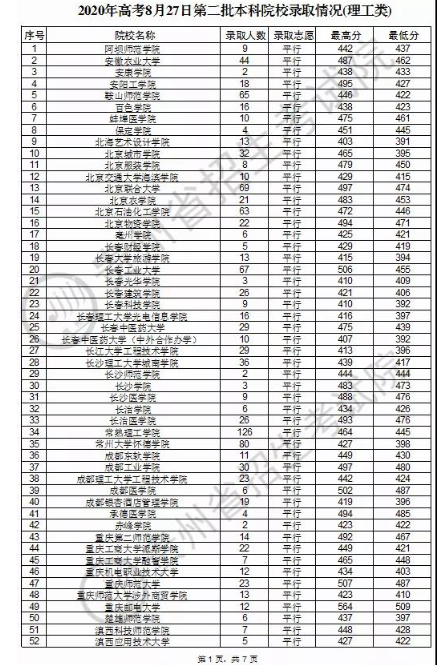 2020年高考8月27日第二批本科院校录取情况(理工类)
序号 院校名称 录取人数 录取志愿 最高分 最低分
1 阿坝师范学院 9 平行 442 437
2 安徽农业大学 44 平行 487 462
3 安康学院 2 平行 438 433
4 安阳工学院 18 平行 495 427
5 鞍山师范学院 65 平行 446 422
6 百色学院 16 平行 438 423
7 蚌埠医学院 10 平行 475 461
8 保定学院 4 平行 451 445
9 北海艺术设计学院 13 平行 403 391
10 北京城市学院 32 平行 465 395
11 北京服装学院 8 平行 479 450
12 北京交通大学海滨学院 10 平行 429 415
13 北京联合大学 69 平行 497 474
14 北京农学院 21 平行 483 453
15 北京石油化工学院 63 平行 472 446
16 北京物资学院 22 平行 494 471
17 亳州学院 6 平行 425 421
18 长春财经学院 5 平行 429 419
19 长春大学旅游学院 13 平行 415 394
20 长春工业大学 67 平行 506 455
21 长春光华学院 3 平行 410 409
22 长春建筑学院 26 平行 421 406
23 长春科技学院 9 平行 410 392
24 长春理工大学光电信息学院 16 平行 416 397
25 长春中医药大学 29 平行 475 439
26 长春中医药大学（中外合作办学） 10 平行 407 392
27 长江大学工程技术学院 29 平行 413 396
28 长沙理工大学城南学院 36 平行 439 417
29 长沙师范学院 2 平行 444 444
30 长沙学院 3 平行 483 473
31 长沙医学院 9 平行 488 476
32 长治学院 6 平行 434 426
33 长治医学院 26 平行 493 476
34 常熟理工学院 126 平行 464 445
35 常州大学怀德学院 80 平行 427 398
36 成都东软学院 11 平行 449 430
37 成都工业学院 30 平行 497 480
38 成都理工大学工程技术学院 23 平行 442 424
39 成都医学院 6 平行 502 487
40 成都银杏酒店管理学院 19 平行 419 396
41 承德医学院 4 平行 494 485
42 赤峰学院 2 平行 423 422
43 重庆第二师范学院 14 平行 492 467
44 重庆工商大学派斯学院 22 平行 449 421
45 重庆工商大学融智学院 7 平行 465 448
46 重庆机电职业技术大学 12 平行 434 403
47 重庆师范大学 23 平行 507 487
48 重庆师范大学涉外商贸学院 13 平行 423 410
49 重庆邮电大学 12 平行 564 509
50 楚雄师范学院 6 平行 437 397
51 滇西科技师范学院 7 平行 448 428
52 滇西应用技术大学 5 平行 427 422
第 1 页, 共 7 页